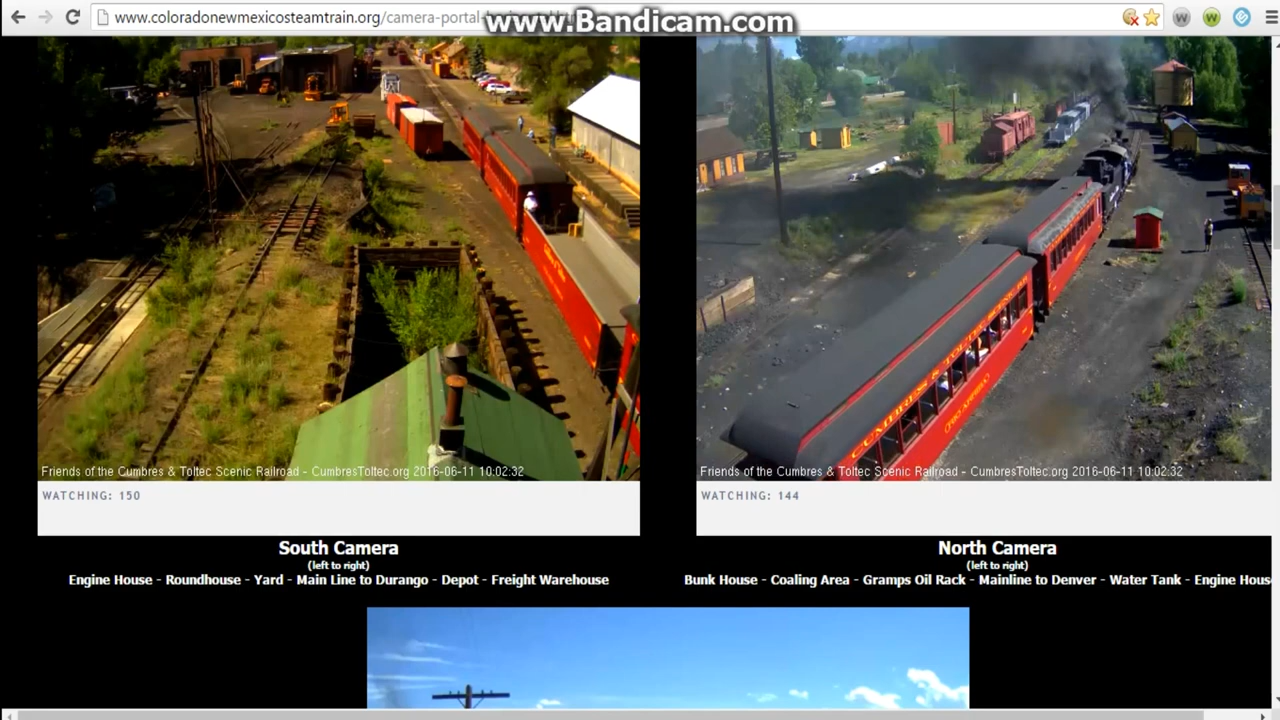 www.coloradonewmexicosteamtrain.org/camera-portal
www.Bandicam.com
CUMBRES & TOLTEC SCENIC
Friends of the Cumbres & Toltec Scenic Railroad - CumbresToltec.org 2016-06-11 10:02:32
Friends of the Cumbres & Toltec Scenic Railroad - CumbresToltec.org 2016-06-11 10:02:32
WATCHING: 150
WATCHING: 144
South Camera
(left to right)
Engine House - Roundhouse - Yard - Main Line to Durango - Depot - Freight Warehouse
North Camera
(left to right)
Bunk House - Coaling Area - Gramps Oil Rack - Mainline to Denver - Water Tank - Engine Hous